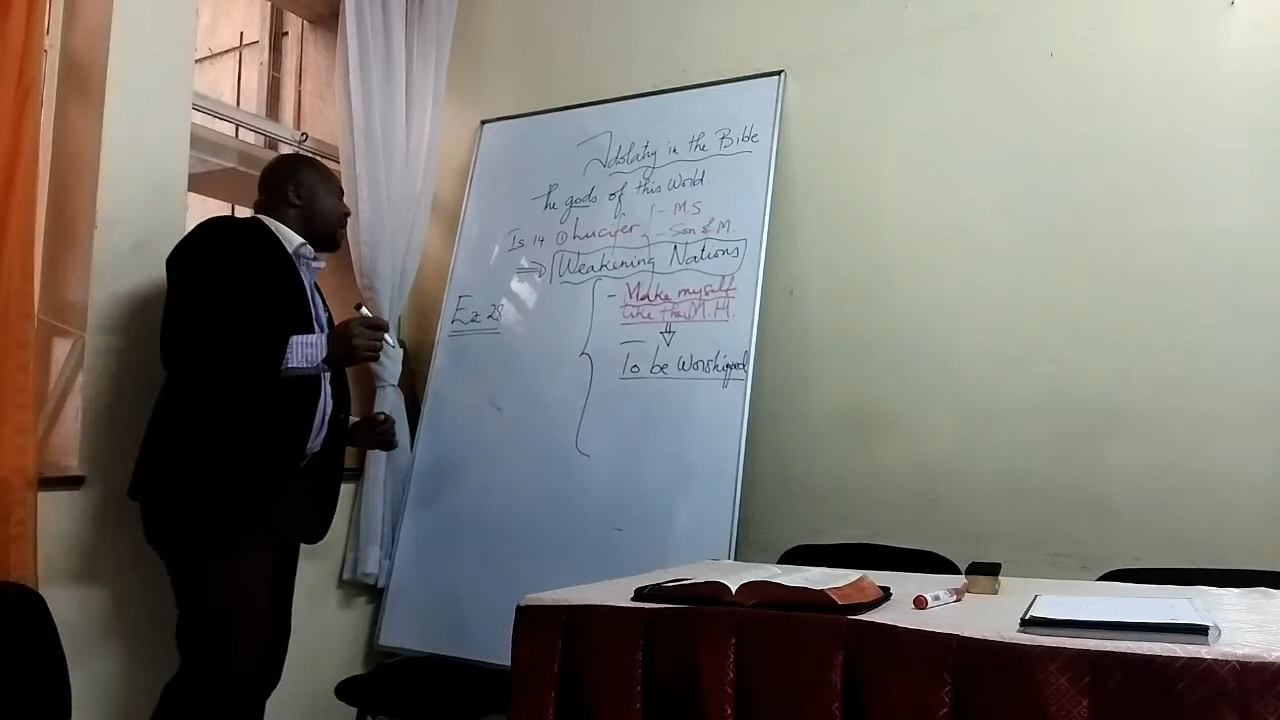 Idolatry in the Bible
The gods of this World.
Is. 14 ① Lucifer { - M.S
- Son of M.
⇒ Weakening Nations
- Make myself
like the M.H.
Ez 28
⇓
To be Worshipped